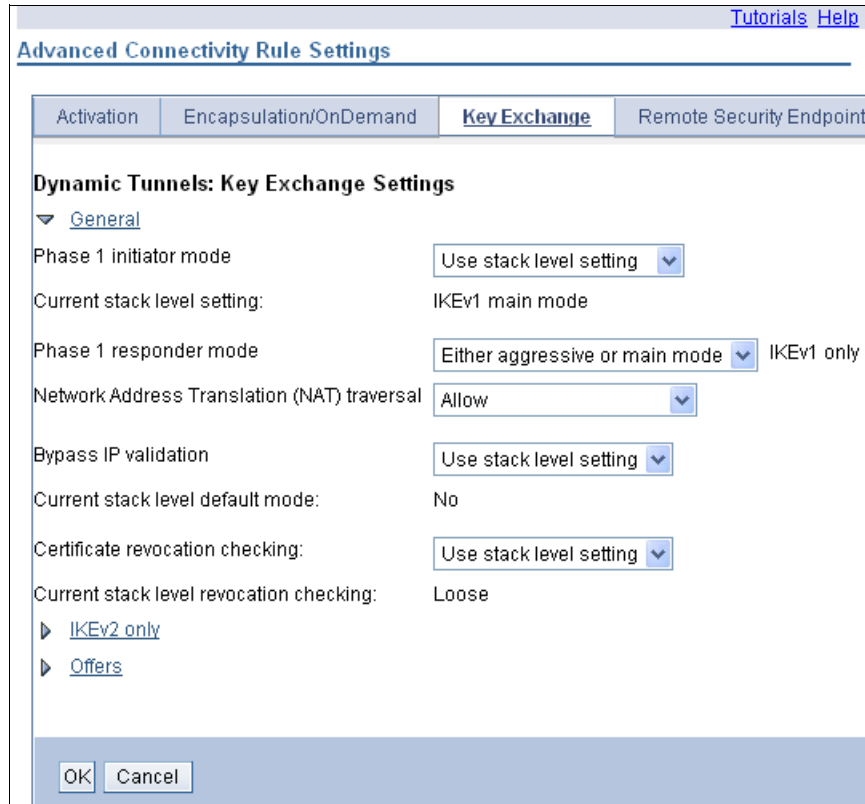 Tutorials Help
Advanced Connectivity Rule Settings
Activation Encapsulation/OnDemand Key Exchange Remote Security Endpoint
Dynamic Tunnels: Key Exchange Settings
General
Phase 1 initiator mode Use stack level setting
Current stack level setting: IKEv1 main mode
Phase 1 responder mode Either aggressive or main mode IKEv1 only
Network Address Translation (NAT) traversal Allow
Bypass IP validation Use stack level setting
Current stack level default mode: No
Certificate revocation checking: Use stack level setting
Current stack level revocation checking: Loose
IKEv2 only
Offers
OK Cancel